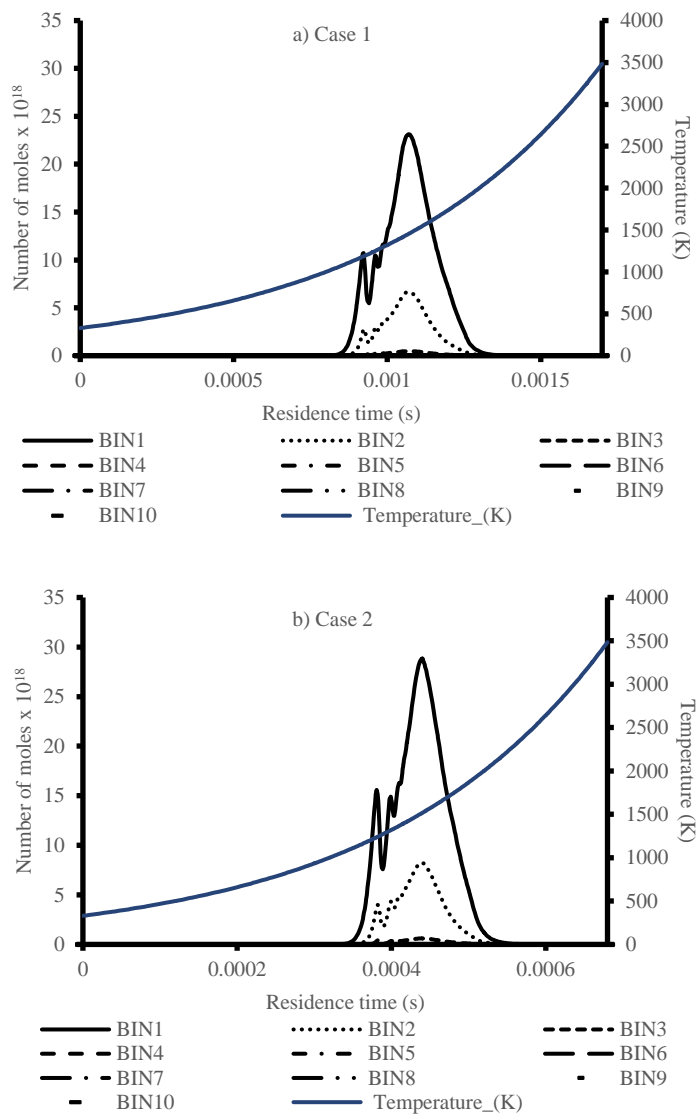 a) Case 1
35
30
25
20
15
10
5
0
Number of moles x 10¹⁸
4000
3500
3000
2500
2000
1500
1000
500
0
Temperature (K)
0 0.0005 0.001 0.0015
Residence time (s)
BIN1 BIN2 BIN3
BIN4 BIN5 BIN6
BIN7 BIN8 BIN9
BIN10 Temperature_(K)
b) Case 2
35
30
25
20
15
10
5
0
Number of moles x 10¹⁸
4000
3500
3000
2500
2000
1500
1000
500
0
Temperature (K)
0 0.0002 0.0004 0.0006
Residence time (s)
BIN1 BIN2 BIN3
BIN4 BIN5 BIN6
BIN7 BIN8 BIN9
BIN10 Temperature_(K)